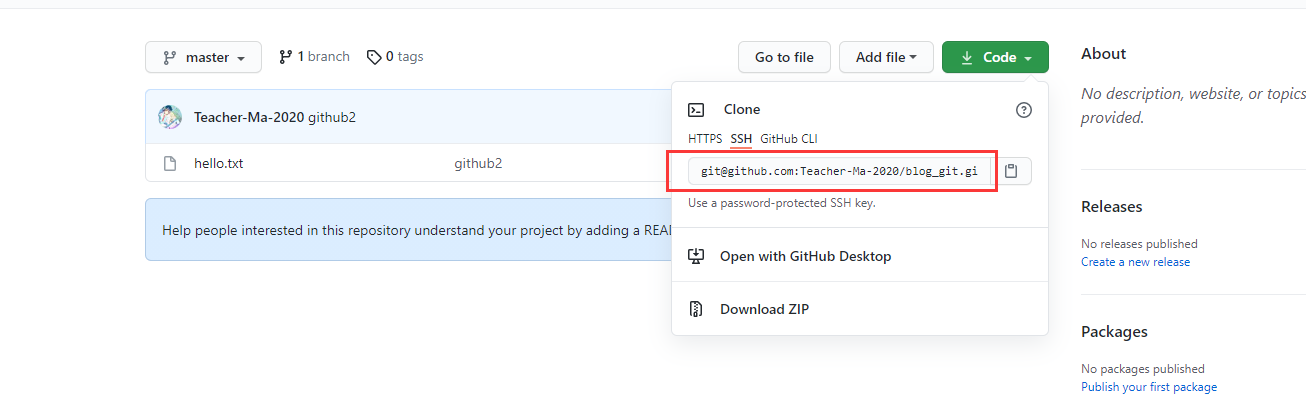 master 1 branch 0 tags Go to file Add file Code
Teacher-Ma-2020 github2
hello.txt github2
Help people interested in this repository understand your project by adding a REA
Clone
HTTPS SSH GitHub CLI
git@github.com:Teacher-Ma-2020/blog_git.gi
Use a password-protected SSH key.
Open with GitHub Desktop
Download ZIP
About
No description, website, or topics
provided.
Releases
No releases published
Create a new release
Packages
No packages published
Publish your first package